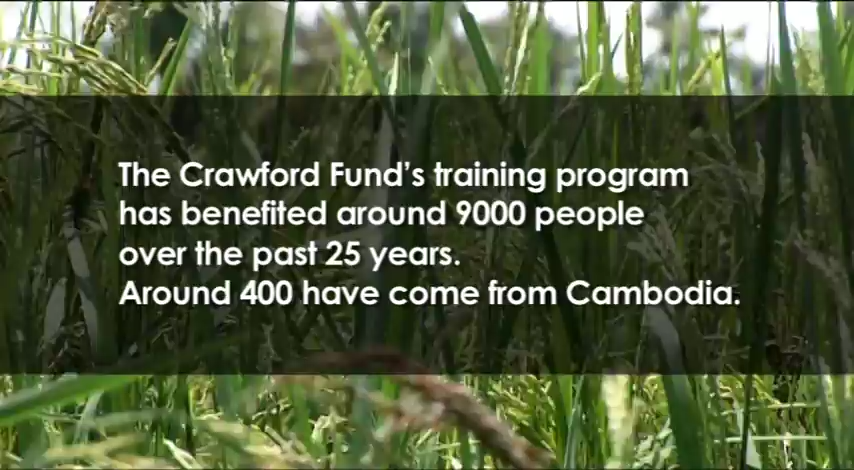 The Crawford Fund's training program
has benefited around 9000 people
over the past 25 years.
Around 400 have come from Cambodia.